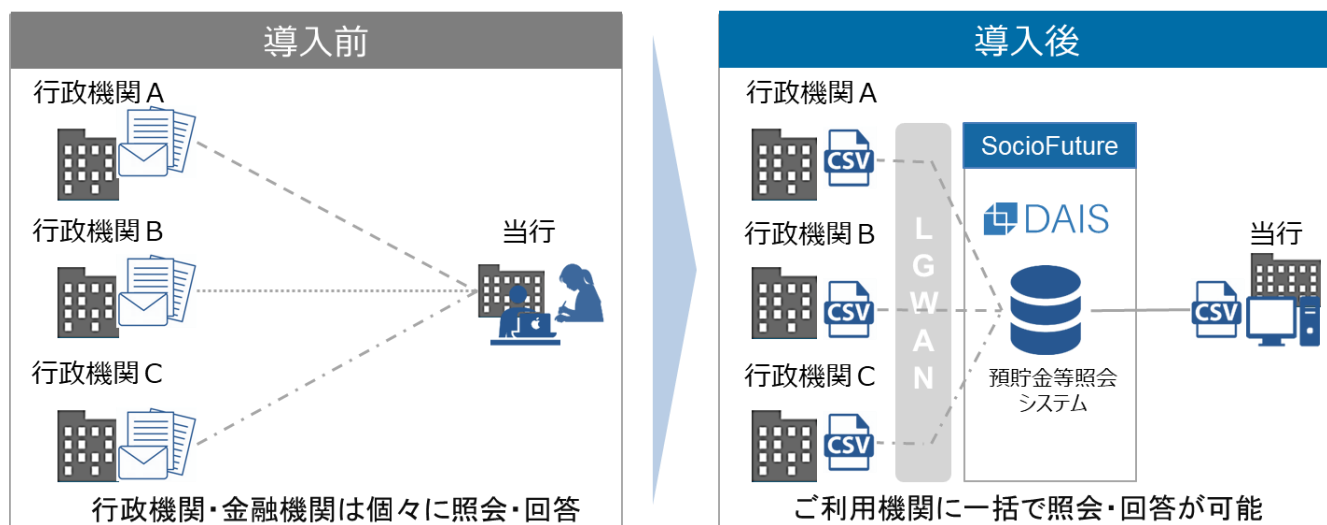 導入前
行政機関A
行政機関B
当行
行政機関C
行政機関・金融機関は個々に照会・回答
導入後
行政機関A
CSV
行政機関B
CSV
行政機関C
CSV
LGWAN
SocioFuture
DAIS
預貯金等照会
システム
当行
CSV
ご利用機関に一括で照会・回答が可能